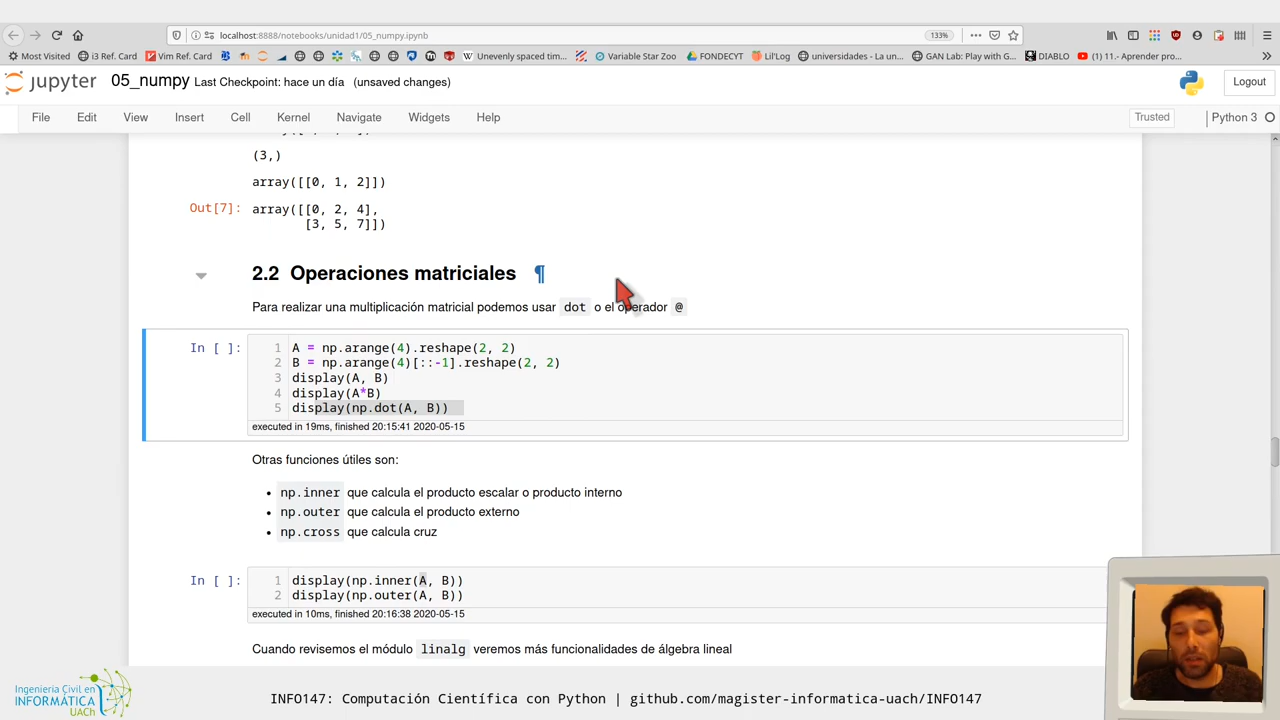 localhost:8888/notebooks/unidad1/05_numpy.ipynb
133%
Most Visited
i3 Ref. Card
Vim Ref. Card
Unevenly spaced tim...
Variable Star Zoo
FONDECYT
Lil'Log
universidades - La un...
GAN Lab: Play with G...
DIABLO
(1) 11.- Aprender pro...
jupyter 05_numpy Last Checkpoint: hace un día (unsaved changes)
Logout
File Edit View Insert Cell Kernel Navigate Widgets Help
Trusted
Python 3
(3,)
array([[0, 1, 2]])
Out[7]: array([[0, 2, 4],
[3, 5, 7]])
2.2 Operaciones matriciales ¶
Para realizar una multiplicación matricial podemos usar dot o el operador @
In [ ]: 1 A = np.arange(4).reshape(2, 2)
2 B = np.arange(4)[::-1].reshape(2, 2)
3 display(A, B)
4 display(A*B)
5 display(np.dot(A, B))
executed in 19ms, finished 20:15:41 2020-05-15
Otras funciones útiles son:
• np.inner que calcula el producto escalar o producto interno
• np.outer que calcula el producto externo
• np.cross que calcula cruz
In [ ]: 1 display(np.inner(A, B))
2 display(np.outer(A, B))
executed in 10ms, finished 20:16:38 2020-05-15
Cuando revisemos el módulo linalg veremos más funcionalidades de álgebra lineal
Ingeniería Civil en
INFORMÁTICA
UACh
INFO147: Computación Científica con Python | github.com/magister-informatica-uach/INFO147